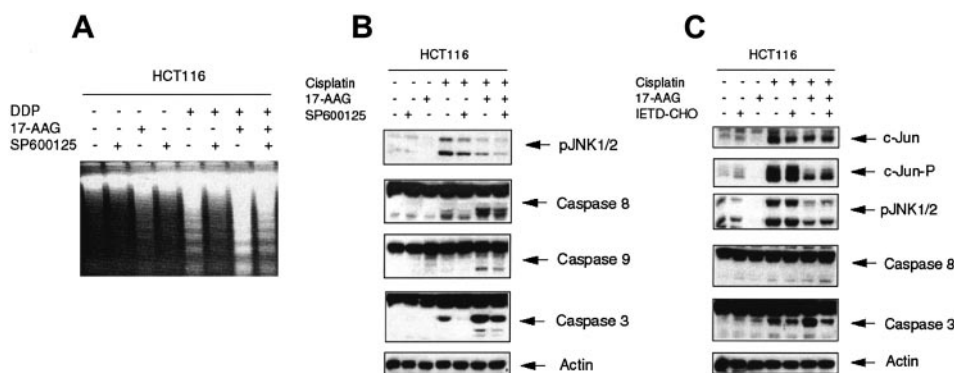 A
HCT116
DDP - - - - + + + +
17-AAG - - + + - - + +
SP600125 - + - + - + - +
B
HCT116
Cisplatin - - - + + + +
17-AAG - - + - - + +
SP600125 - + - - + - +
pJNK1/2
Caspase 8
Caspase 9
Caspase 3
Actin
C
HCT116
Cisplatin - - - + + + +
17-AAG - - + - - + +
IETD-CHO - + - - + - +
c-Jun
c-Jun-P
pJNK1/2
Caspase 8
Caspase 3
Actin